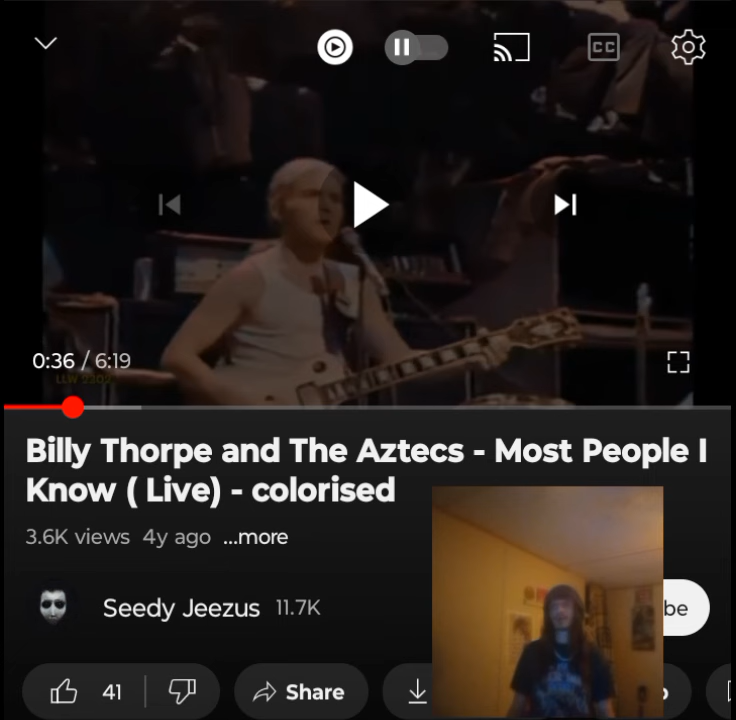 CC
0:36 / 6:19
Billy Thorpe and The Aztecs - Most People I
Know ( Live) - colorised
3.6K views 4y ago ...more
Seedy Jeezus 11.7K
be
41 Share